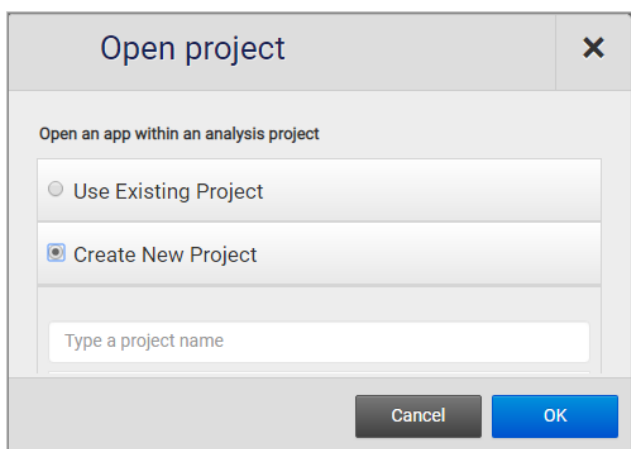 Open project
Open an app within an analysis project
Use Existing Project
Create New Project
Type a project name
Cancel
OK